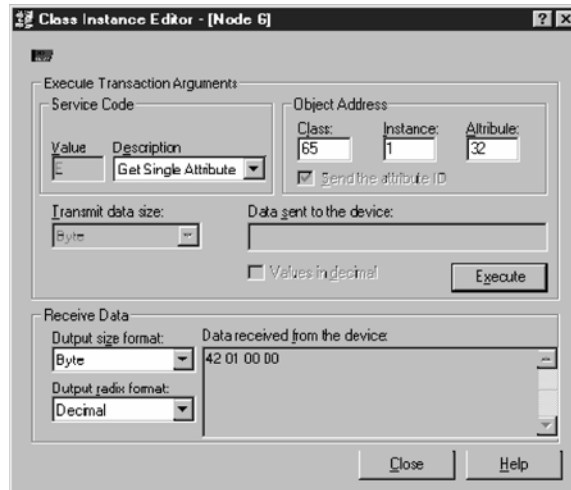 Class Instance Editor - [Node 6]
Execute Transaction Arguments
Service Code
Object Address
Value
Description
Class:
Instance:
Attribute:
E
Get Single Attribute
65
1
32
Send the attribute ID
Transmit data size:
Data sent to the device:
Byte
Values in decimal
Execute
Receive Data
Output size format:
Data received from the device:
Byte
42 01 00 00
Output radix format:
Decimal
Close
Help